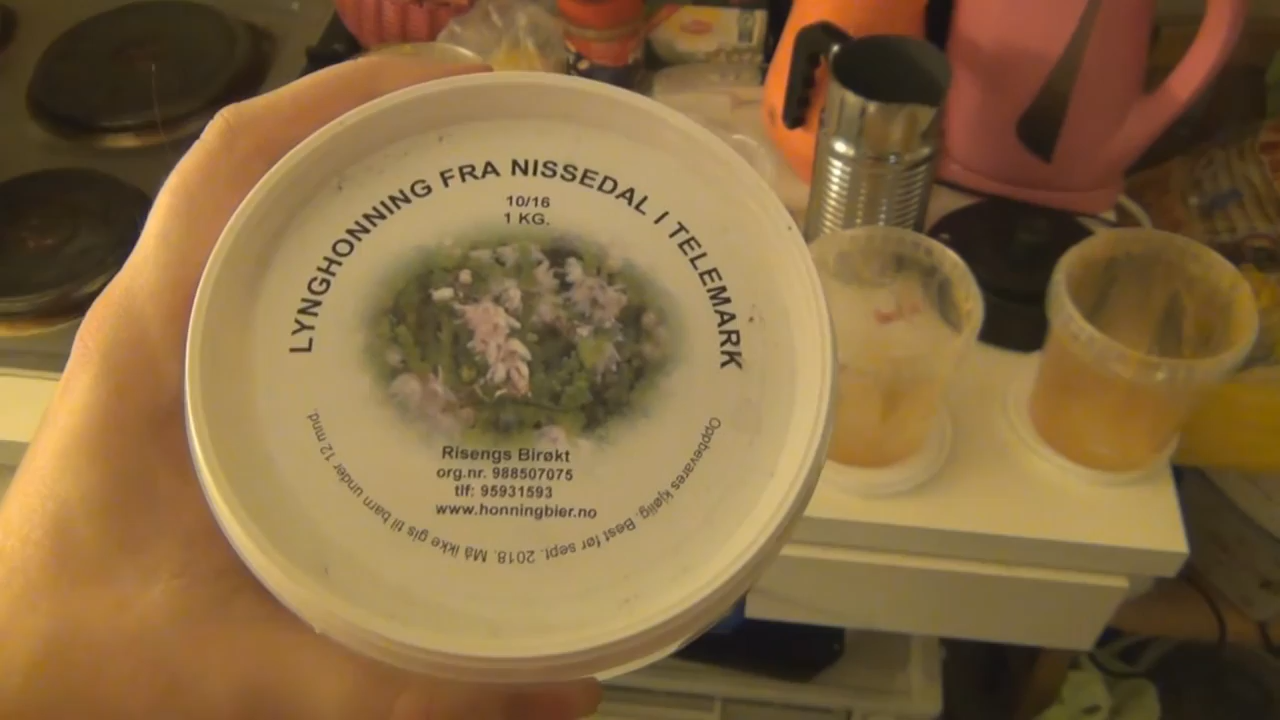 LYNGHONNING FRA NISSEDAL I TELEMARK
10/16
1 KG.
Risengs Birøkt
org.nr. 988507075
tlf: 95931593
www.honningbier.no
Oppbevares kjølig. Best før sept. 2018. Må ikke gis til barn under 12 mnd.